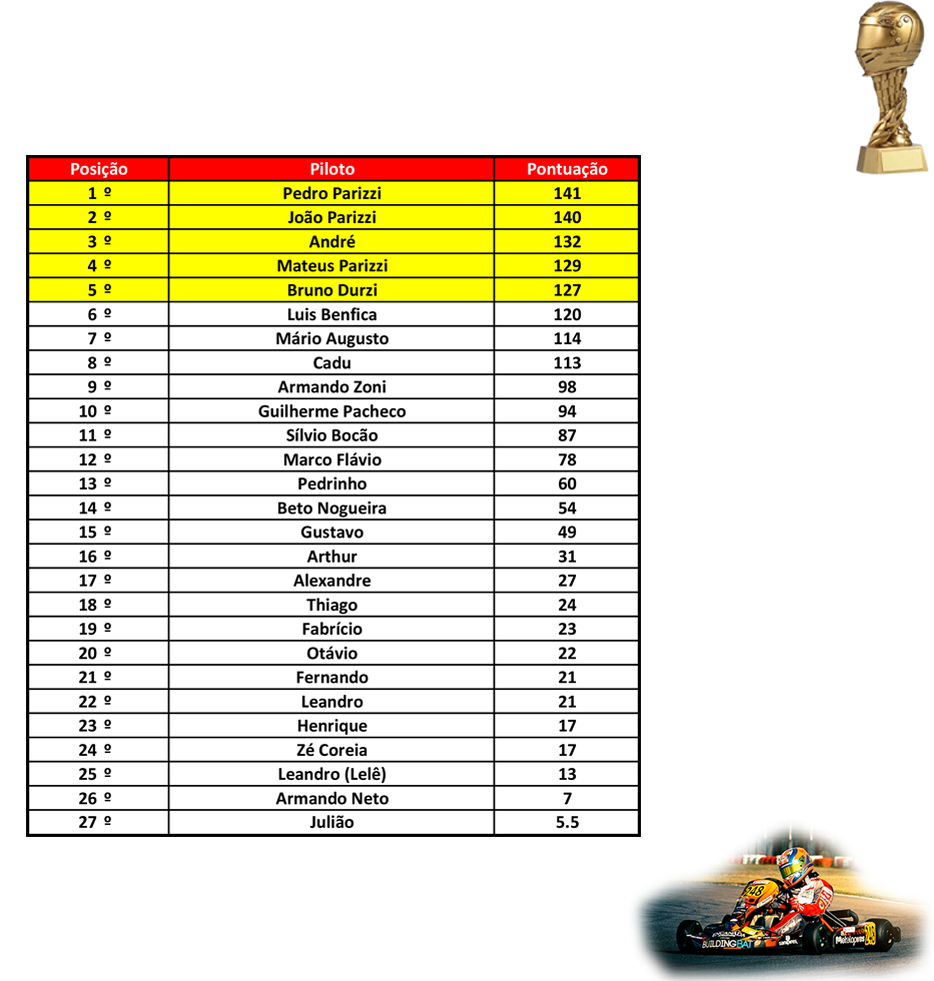 Posição Piloto Pontuação
1 º Pedro Parizzi 141
2 º João Parizzi 140
3 º André 132
4 º Mateus Parizzi 129
5 º Bruno Durzi 127
6 º Luis Benfica 120
7 º Mário Augusto 114
8 º Cadu 113
9 º Armando Zoni 98
10 º Guilherme Pacheco 94
11 º Sílvio Bocão 87
12 º Marco Flávio 78
13 º Pedrinho 60
14 º Beto Nogueira 54
15 º Gustavo 49
16 º Arthur 31
17 º Alexandre 27
18 º Thiago 24
19 º Fabrício 23
20 º Otávio 22
21 º Fernando 21
22 º Leandro 21
23 º Henrique 17
24 º Zé Coreia 17
25 º Leandro (Lelê) 13
26 º Armando Neto 7
27 º Julião 5.5
248
BUILDINGBAT
248